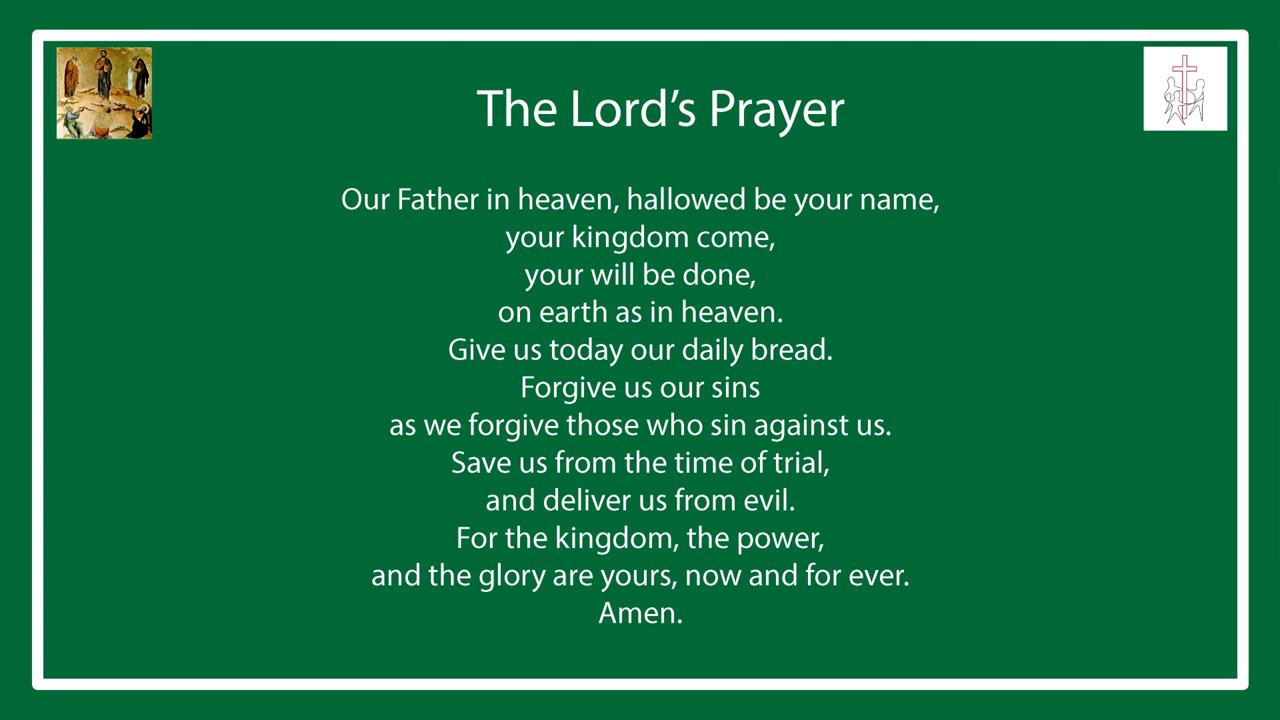 The Lord’s Prayer
Our Father in heaven, hallowed be your name,
your kingdom come,
your will be done,
on earth as in heaven.
Give us today our daily bread.
Forgive us our sins
as we forgive those who sin against us.
Save us from the time of trial,
and deliver us from evil.
For the kingdom, the power,
and the glory are yours, now and for ever.
Amen.